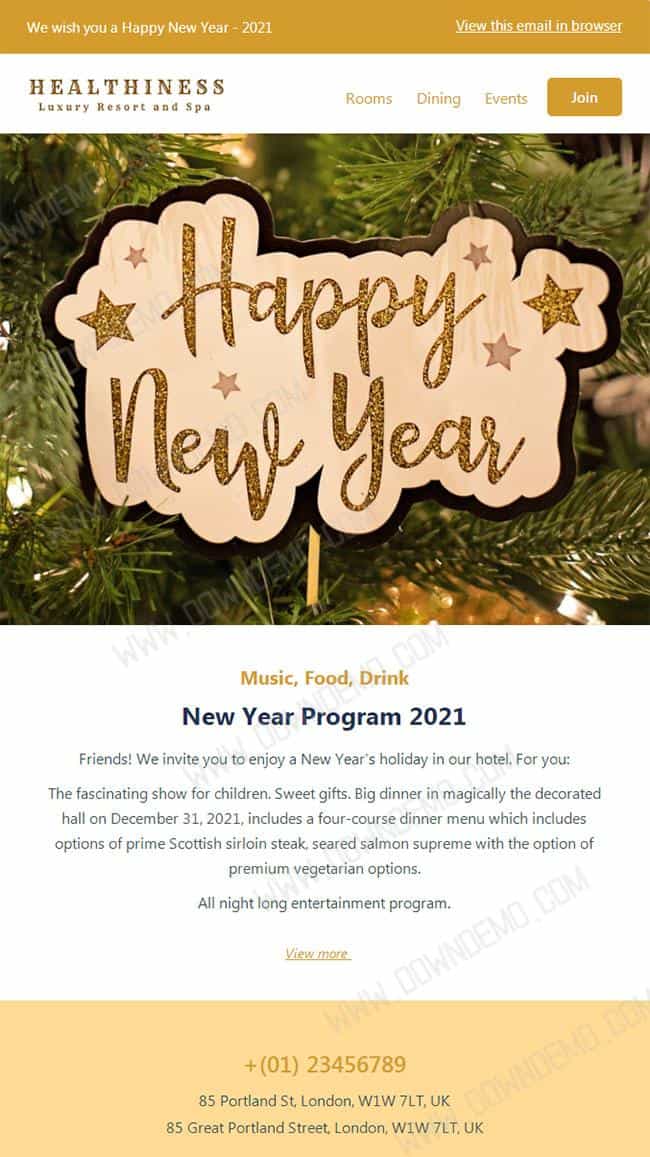 We wish you a Happy New Year - 2021
View this email in browser
HEALTHINESS
Luxury Resort and Spa
Rooms
Dining
Events
Join
Happy
New Year
Music, Food, Drink
New Year Program 2021
Friends! We invite you to enjoy a New Year's holiday in our hotel. For you:
The fascinating show for children. Sweet gifts. Big dinner in magically the decorated
hall on December 31, 2021, includes a four-course dinner menu which includes
options of prime Scottish sirloin steak, seared salmon supreme with the option of
premium vegetarian options.
All night long entertainment program.
View more
+(01) 23456789
85 Portland St, London, W1W 7LT, UK
85 Great Portland Street, London, W1W 7LT, UK
WWW.DOWNDEMO.COM